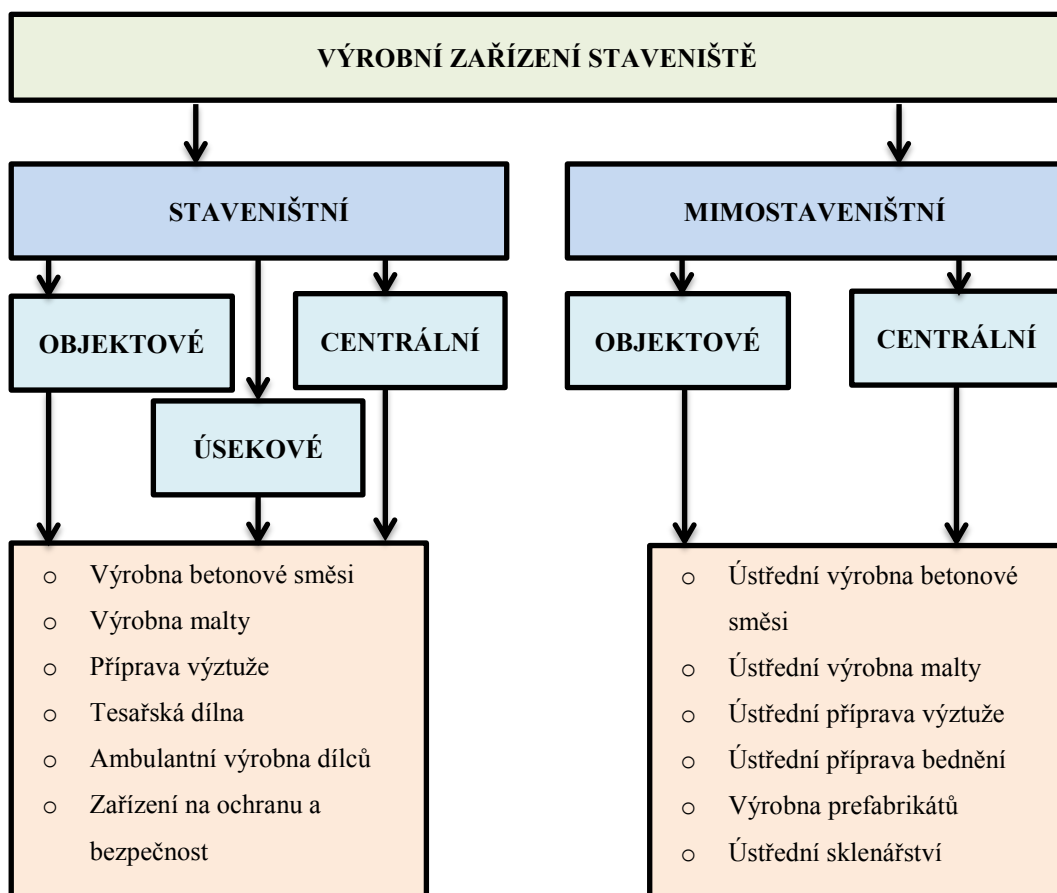 VÝROBNÍ ZAŘÍZENÍ STAVENIŠTĚ
STAVENIŠTNÍ
MIMOSTAVENIŠTNÍ
OBJEKTOVÉ
CENTRÁLNÍ
ÚSEKOVÉ
OBJEKTOVÉ
CENTRÁLNÍ
o Výrobna betonové směsi
o Výrobna malty
o Příprava výztuže
o Tesařská dílna
o Ambulantní výrobna dílců
o Zařízení na ochranu a
bezpečnost
o Ústřední výrobna betonové
směsi
o Ústřední výrobna malty
o Ústřední příprava výztuže
o Ústřední příprava bednění
o Výrobna prefabrikátů
o Ústřední sklenářství